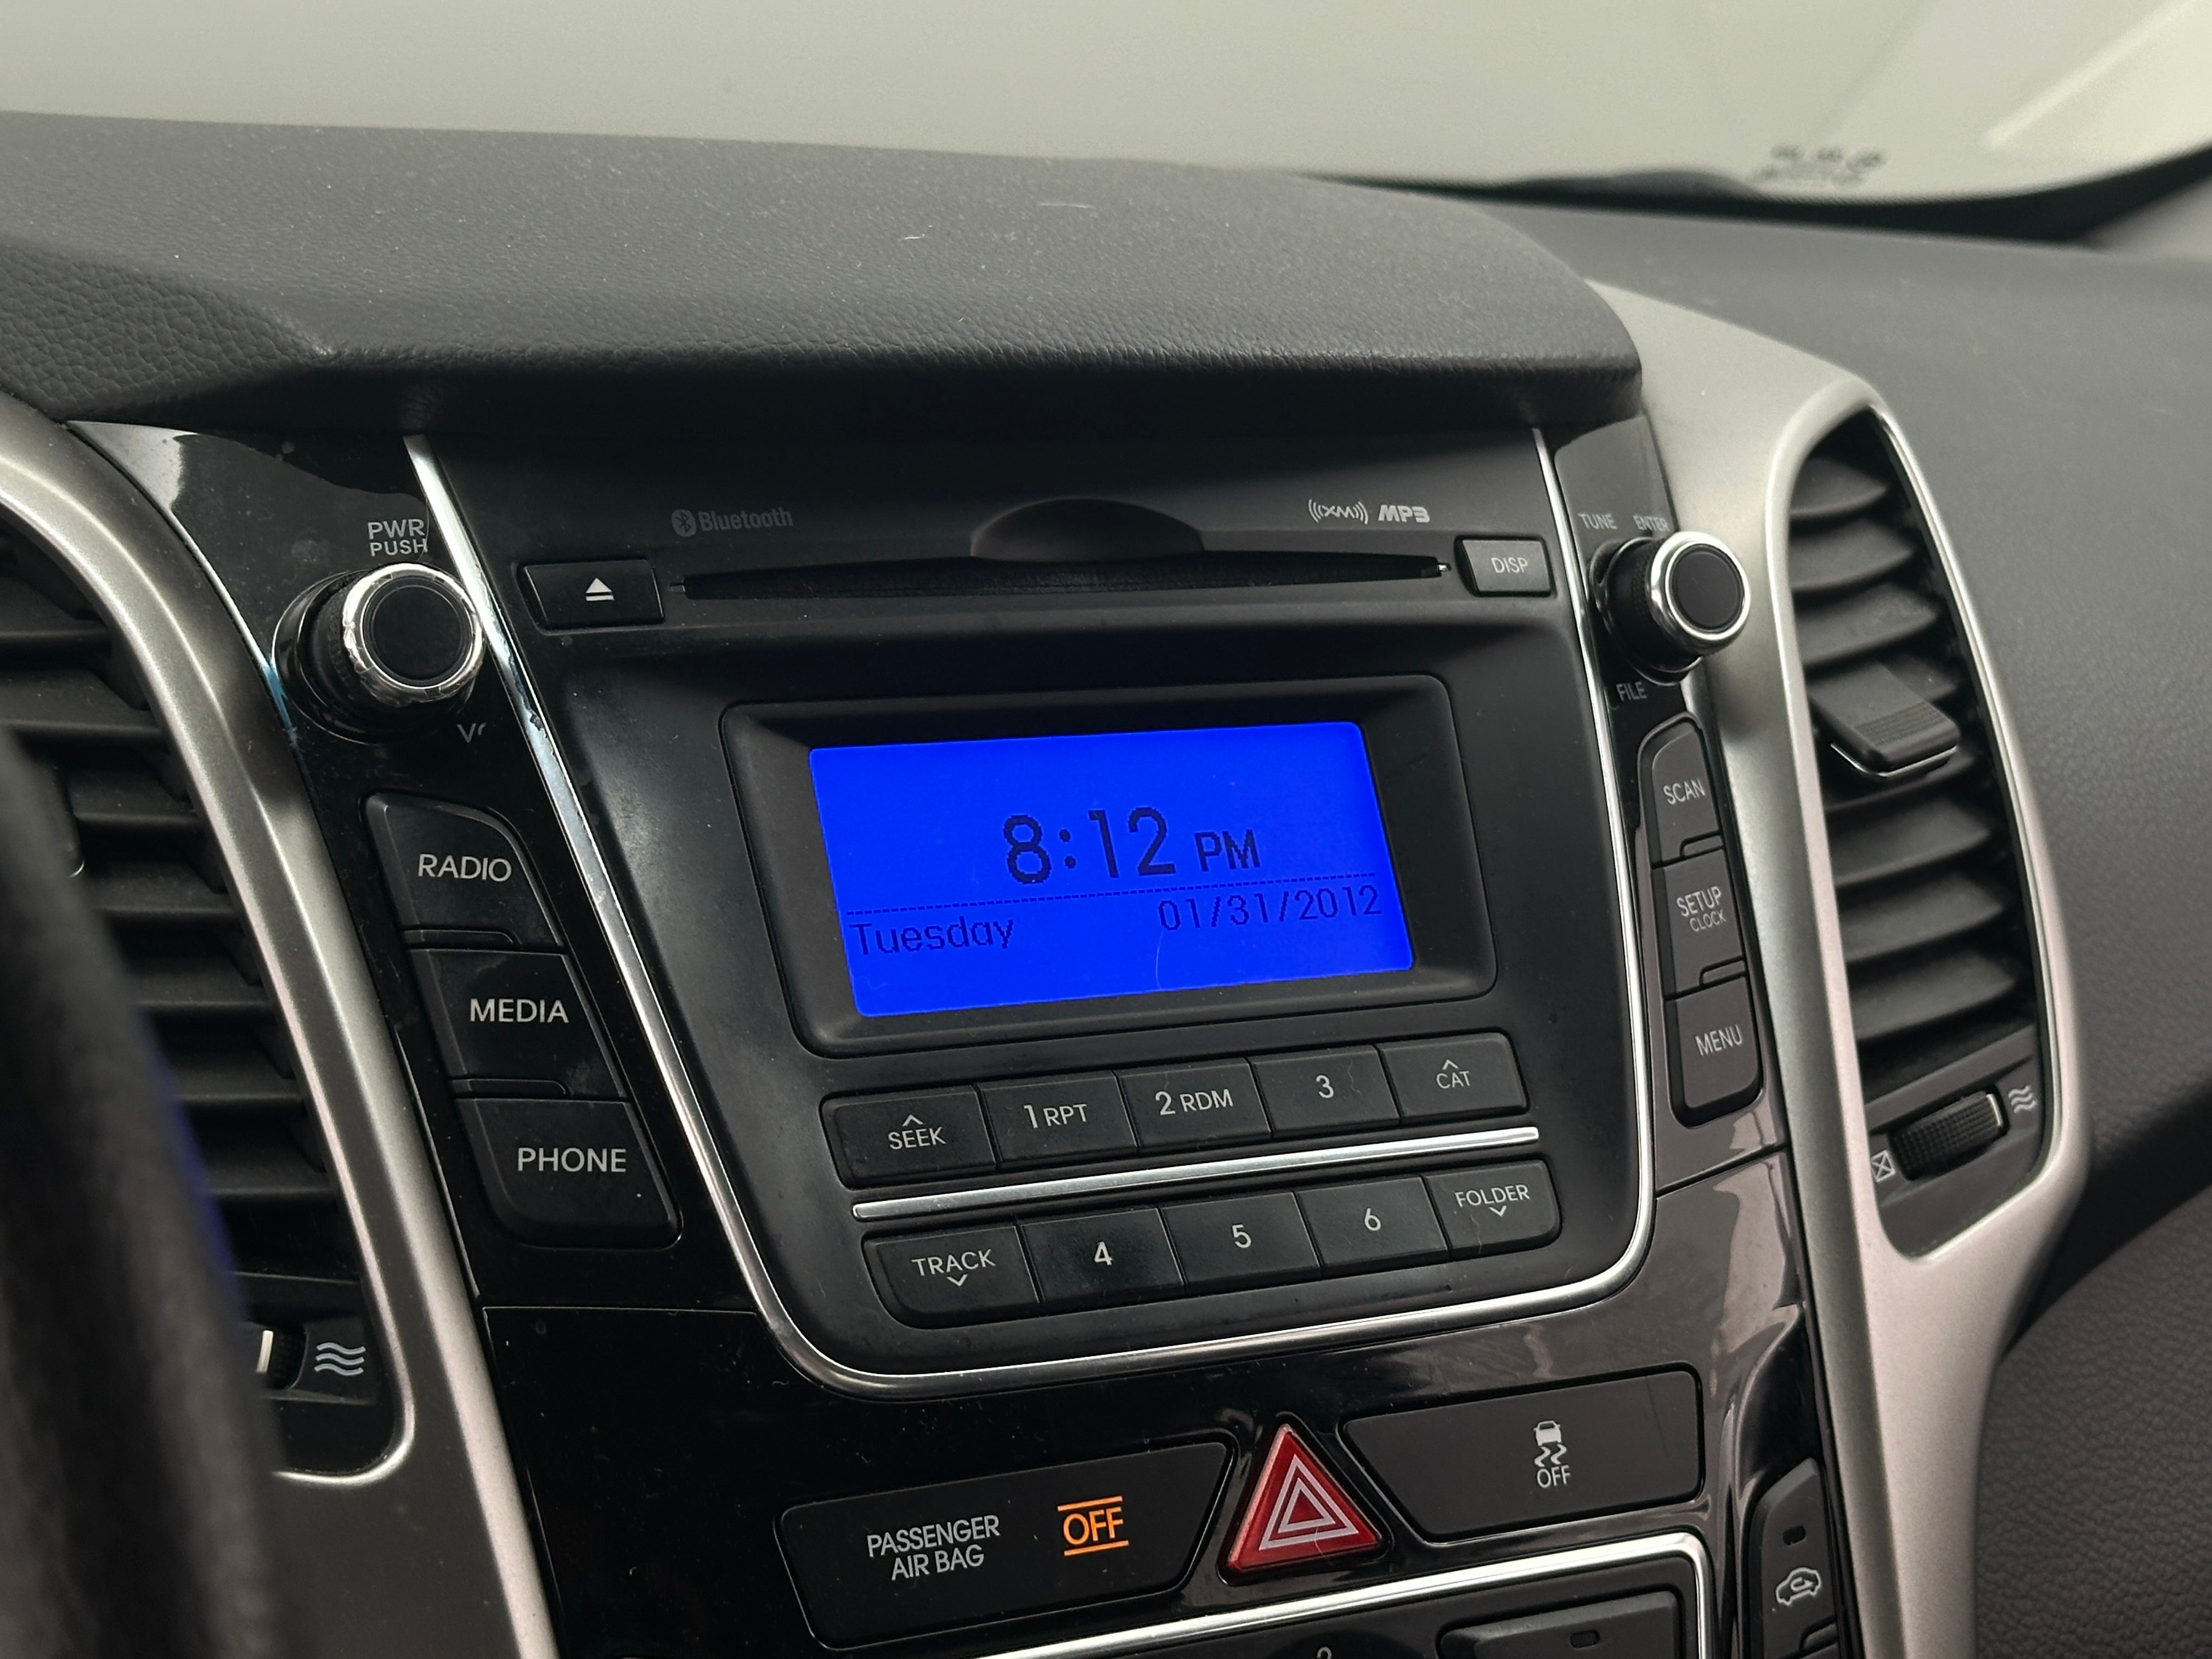 PWR
PUSH
Bluetooth
((XM)) MP3
TUNE ENTER
DISP
FILE
8:12 PM
Tuesday 01/31/2012
RADIO
MEDIA
PHONE
SCAN
SETUP
CLOCK
MENU
SEEK 1 RPT 2 RDM 3 CAT
TRACK 4 5 6 FOLDER
PASSENGER
AIR BAG
OFF
OFF